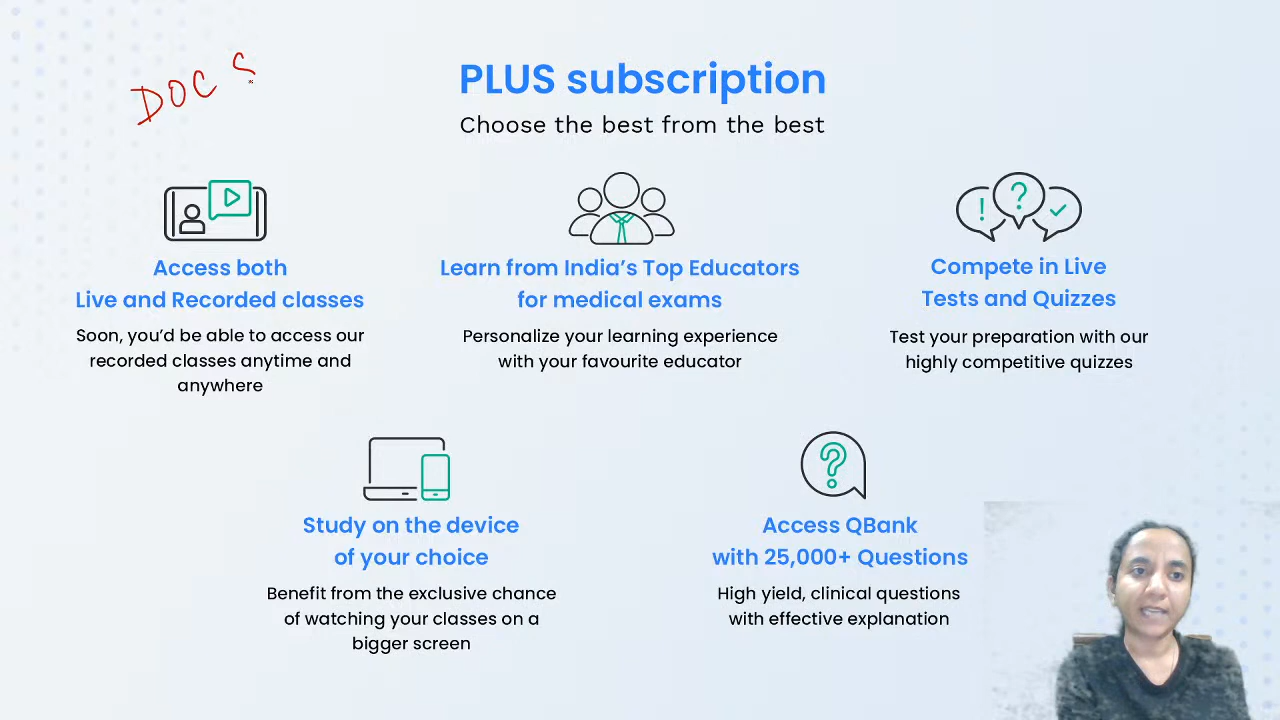 DOC S
PLUS subscription
Choose the best from the best
Access both
Live and Recorded classes
Soon, you’d be able to access our
recorded classes anytime and
anywhere
Learn from India’s Top Educators
for medical exams
Personalize your learning experience
with your favourite educator
Compete in Live
Tests and Quizzes
Test your preparation with our
highly competitive quizzes
Study on the device
of your choice
Benefit from the exclusive chance
of watching your classes on a
bigger screen
Access QBank
with 25,000+ Questions
High yield, clinical questions
with effective explanation